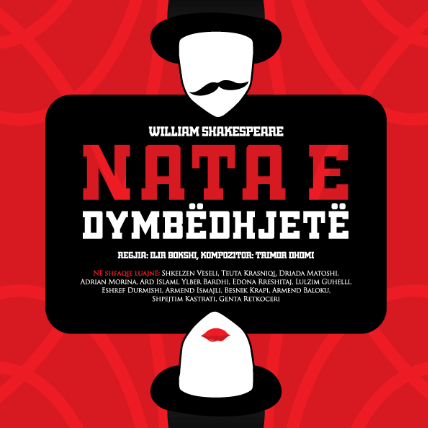 WILLIAM SHAKESPEARE
NATA E
DYMBËDHJETË
REGJIA: ILIR BOKSHI, KOMPOZITOR: TRIMOR DHOMI
NË SHFAQJE LUAJNË: SHKELZEN VESELI, TEUTA KRASNIQI, DRIADA MATOSHI,
ADRIAN MORINA, ARD ISLAMI, YLBER BARDHI, EDONA RRESHITAJ, LULZIM GUHELLI,
ESHREF DURMISHI, ARMEND ISMAJLI, BESNIK KRAPI, ARMEND BALOKU,
SHPEJTIM KASTRATI, GENTA RETKOCERI